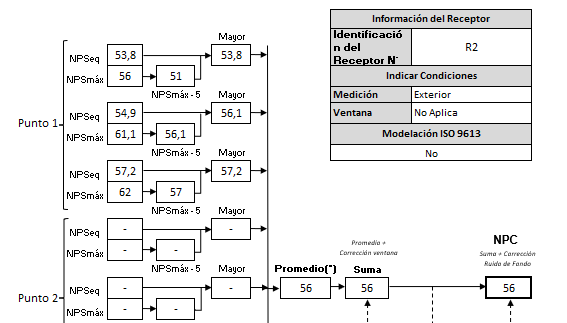 Mayor
NPSeq 53,8 53,8
NPSmáx 56 51
NPSmáx - 5
Mayor
Punto 1
NPSeq 54,9 56,1
NPSmáx 61,1 56,1
NPSmáx - 5
Mayor
NPSeq 57,2 57,2
NPSmáx 62 57
NPSmáx - 5
Mayor
NPSeq - -
NPSmáx - -
NPSmáx - 5
Mayor
Punto 2
NPSeq - -
NPSmáx - -
Información del Receptor
Identificació
n del
Receptor N°
R2
Indicar Condiciones
Medición Exterior
Ventana No Aplica
Modelación ISO 9613
No
Promedio +
Corrección ventana
NPC
Suma + Corrección
Ruido de Fondo
Promedio(*) Suma
56 56 56